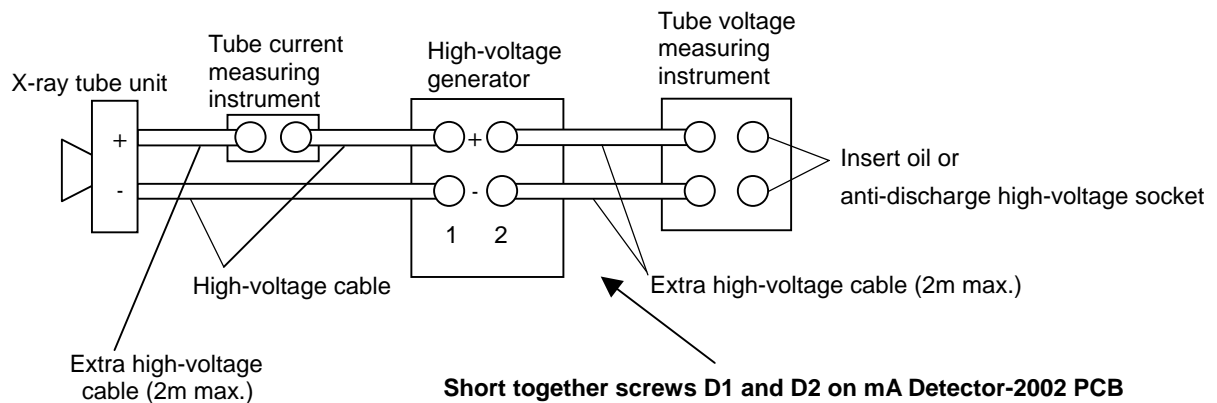 Tube voltage
measuring
instrument
Tube current
measuring
instrument
High-voltage
generator
X-ray tube unit
+
-
+
-
1 2
Insert oil or
anti-discharge high-voltage socket
High-voltage cable
Extra high-voltage cable (2m max.)
Extra high-voltage
cable (2m max.)
Short together screws D1 and D2 on mA Detector-2002 PCB